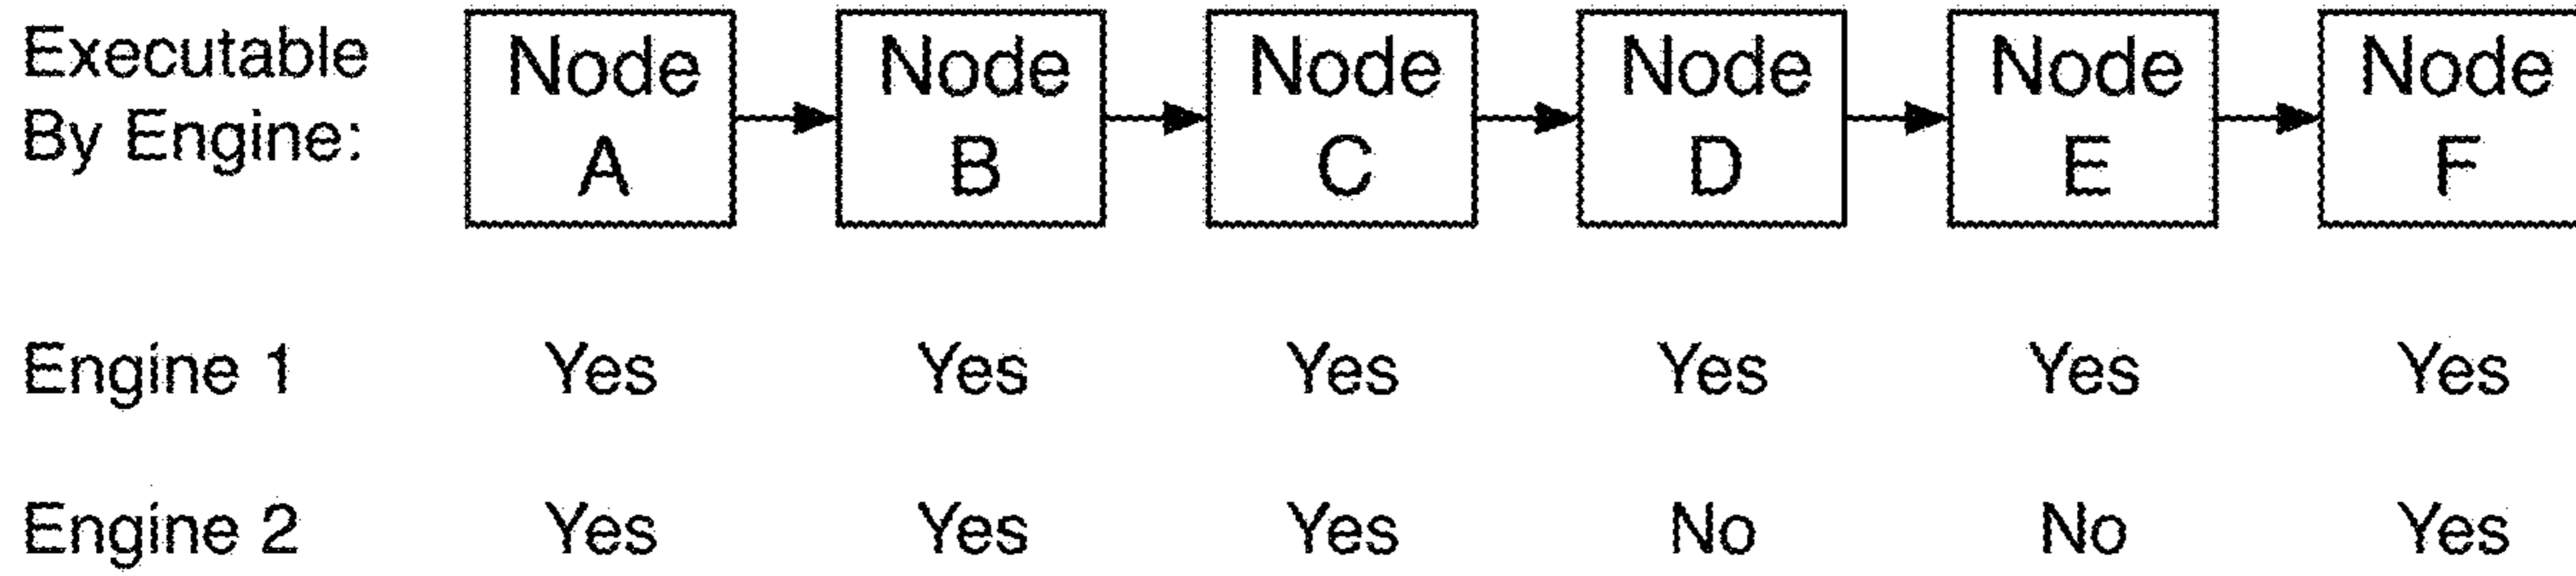 Executable
By Engine:
Node
A
Node
B
Node
C
Node
D
Node
E
Node
F
Engine 1 Yes Yes Yes Yes Yes Yes
Engine 2 Yes Yes Yes No No Yes